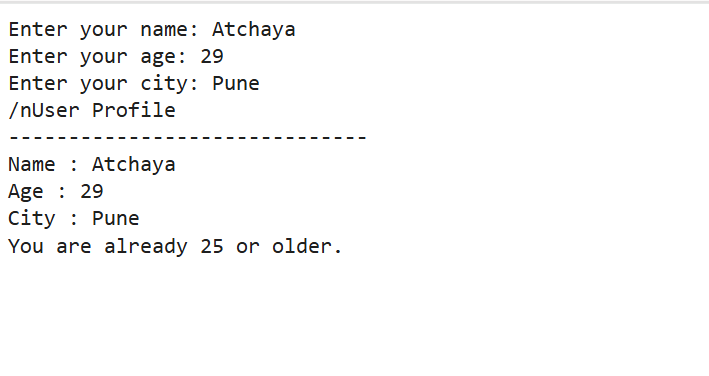 Enter your name: Atchaya
Enter your age: 29
Enter your city: Pune
/nUser Profile
------------------------------
Name : Atchaya
Age : 29
City : Pune
You are already 25 or older.